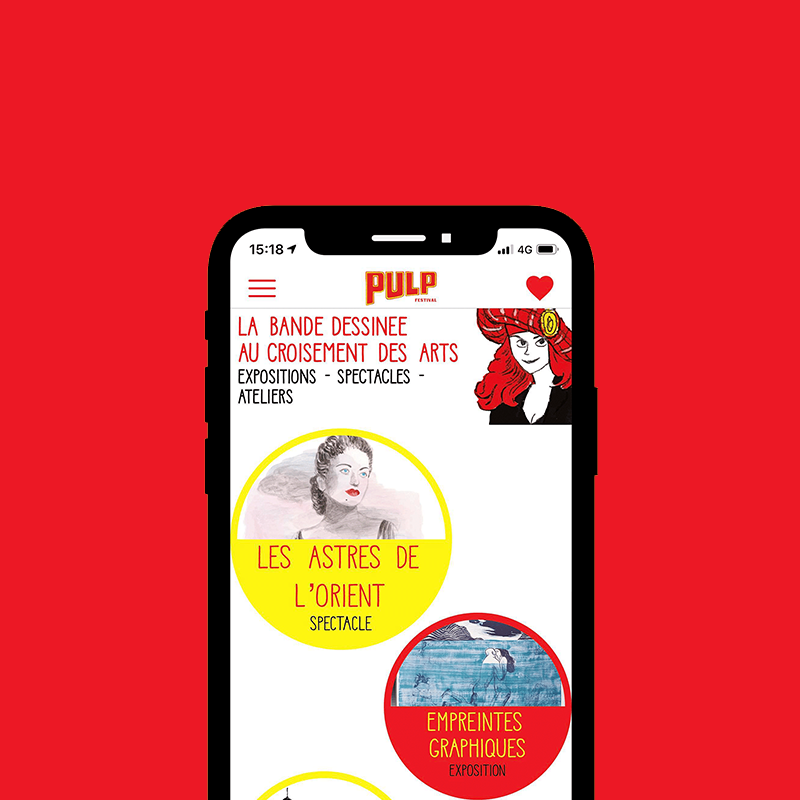 15:18
4G
PULP
FESTIVAL
LA BANDE DESSINEE
AU CROISEMENT DES ARTS
EXPOSITIONS - SPECTACLES -
ATELIERS
LES ASTRES DE
L'ORIENT
SPECTACLE
EMPREINTES
GRAPHIQUES
EXPOSITION